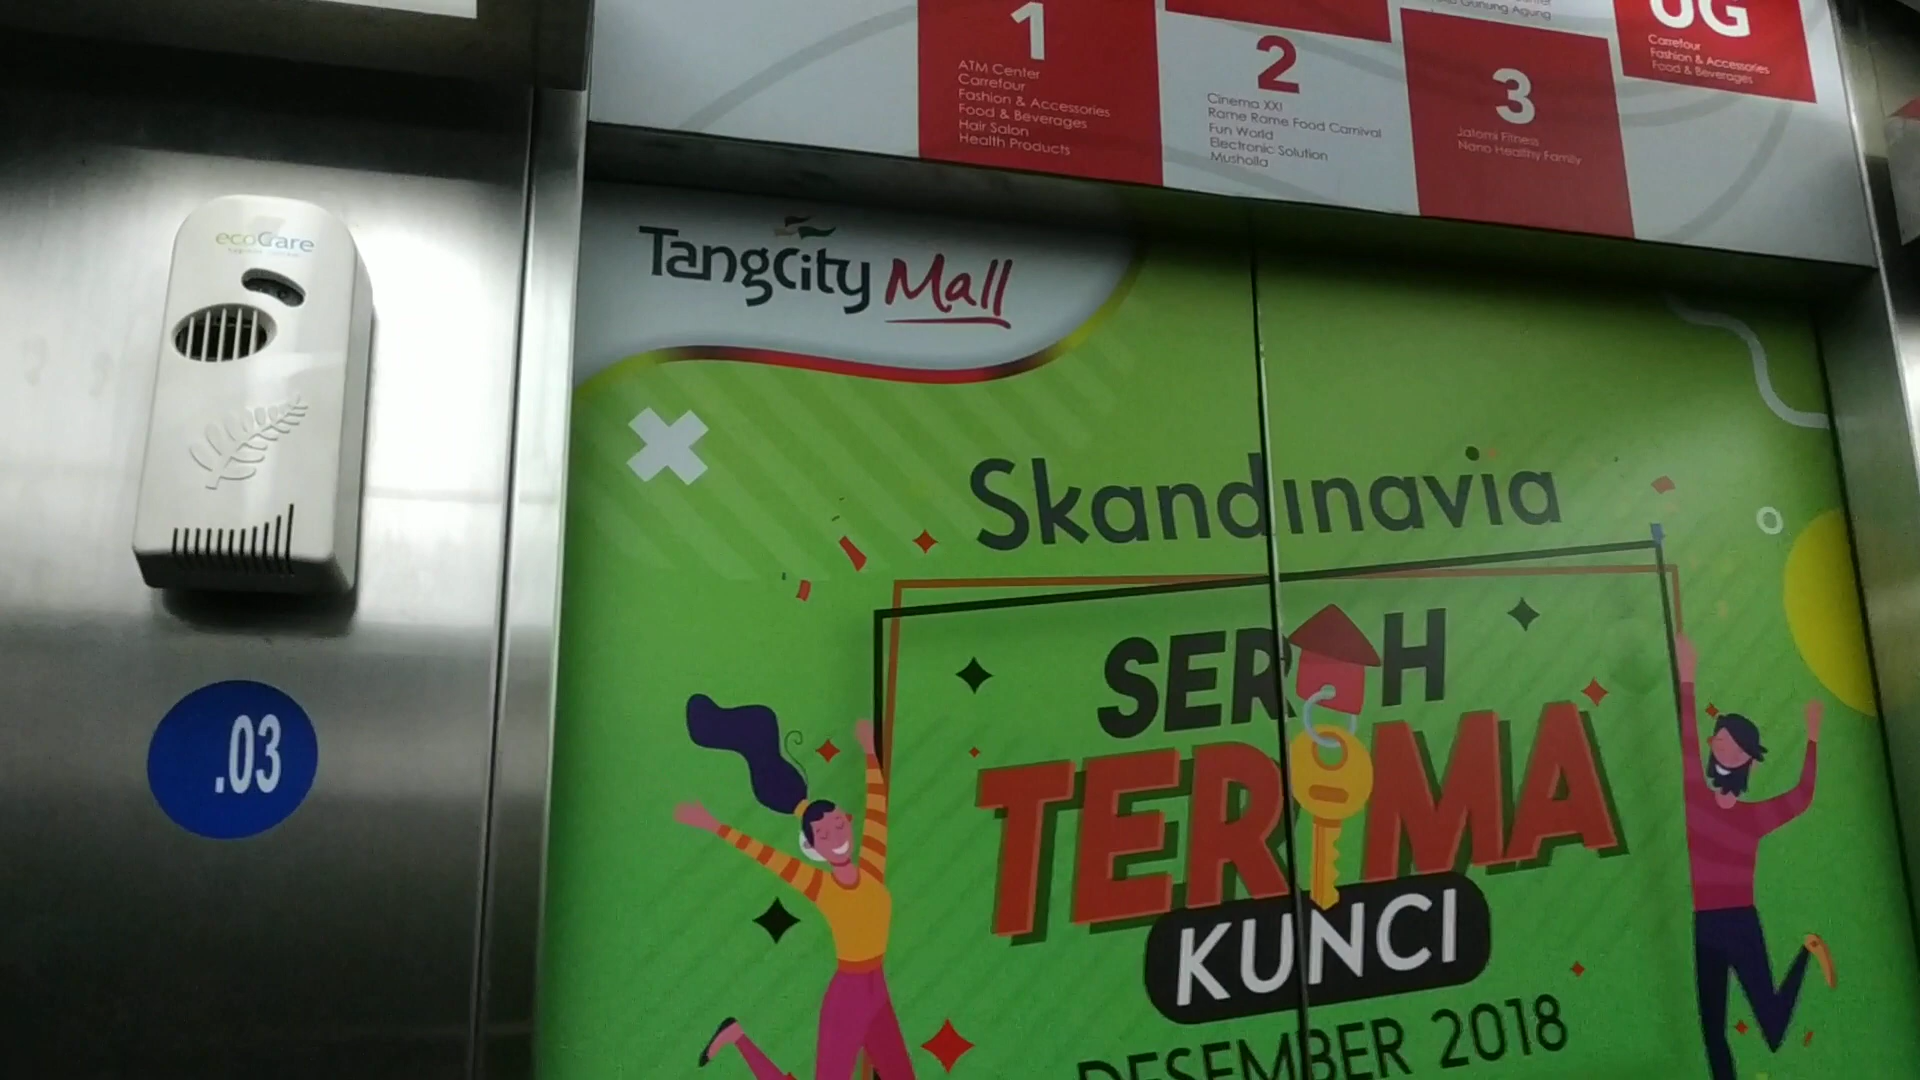 1
ATM Center
Carrefour
Fashion & Accessories
Food & Beverages
Hair Salon
Health Products
2
Cinema XXI
Rame Rame Food Carnival
Fun World
Electronic Solution
Musholla
Gunung Agung
3
Jatomi Fitness
Nano Healthy Family
UG
Carrefour
Fashion & Accessories
Food & Beverages
ecoCare
.03
TangCity Mall
Skandinavia
SERAH
TERIMA
KUNCI
DESEMBER 2018